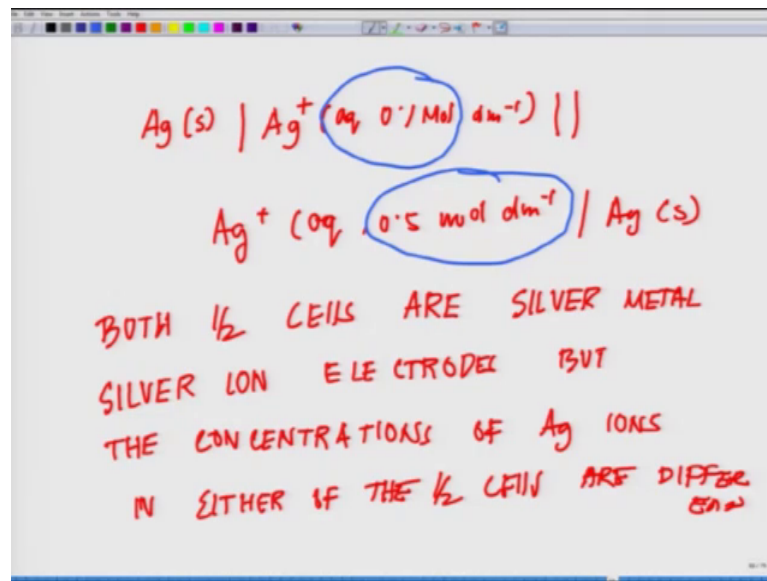 Ag (s) | Ag⁺ (aq 0.1 Mol dm⁻¹) ||
Ag⁺ (aq, 0.5 mol dm⁻¹ | Ag (s)
BOTH 1/2 CELLS ARE SILVER METAL
SILVER ION ELECTRODES BUT
THE CONCENTRATIONS OF Ag IONS
IN EITHER OF THE 1/2 CELLS ARE DIFFER